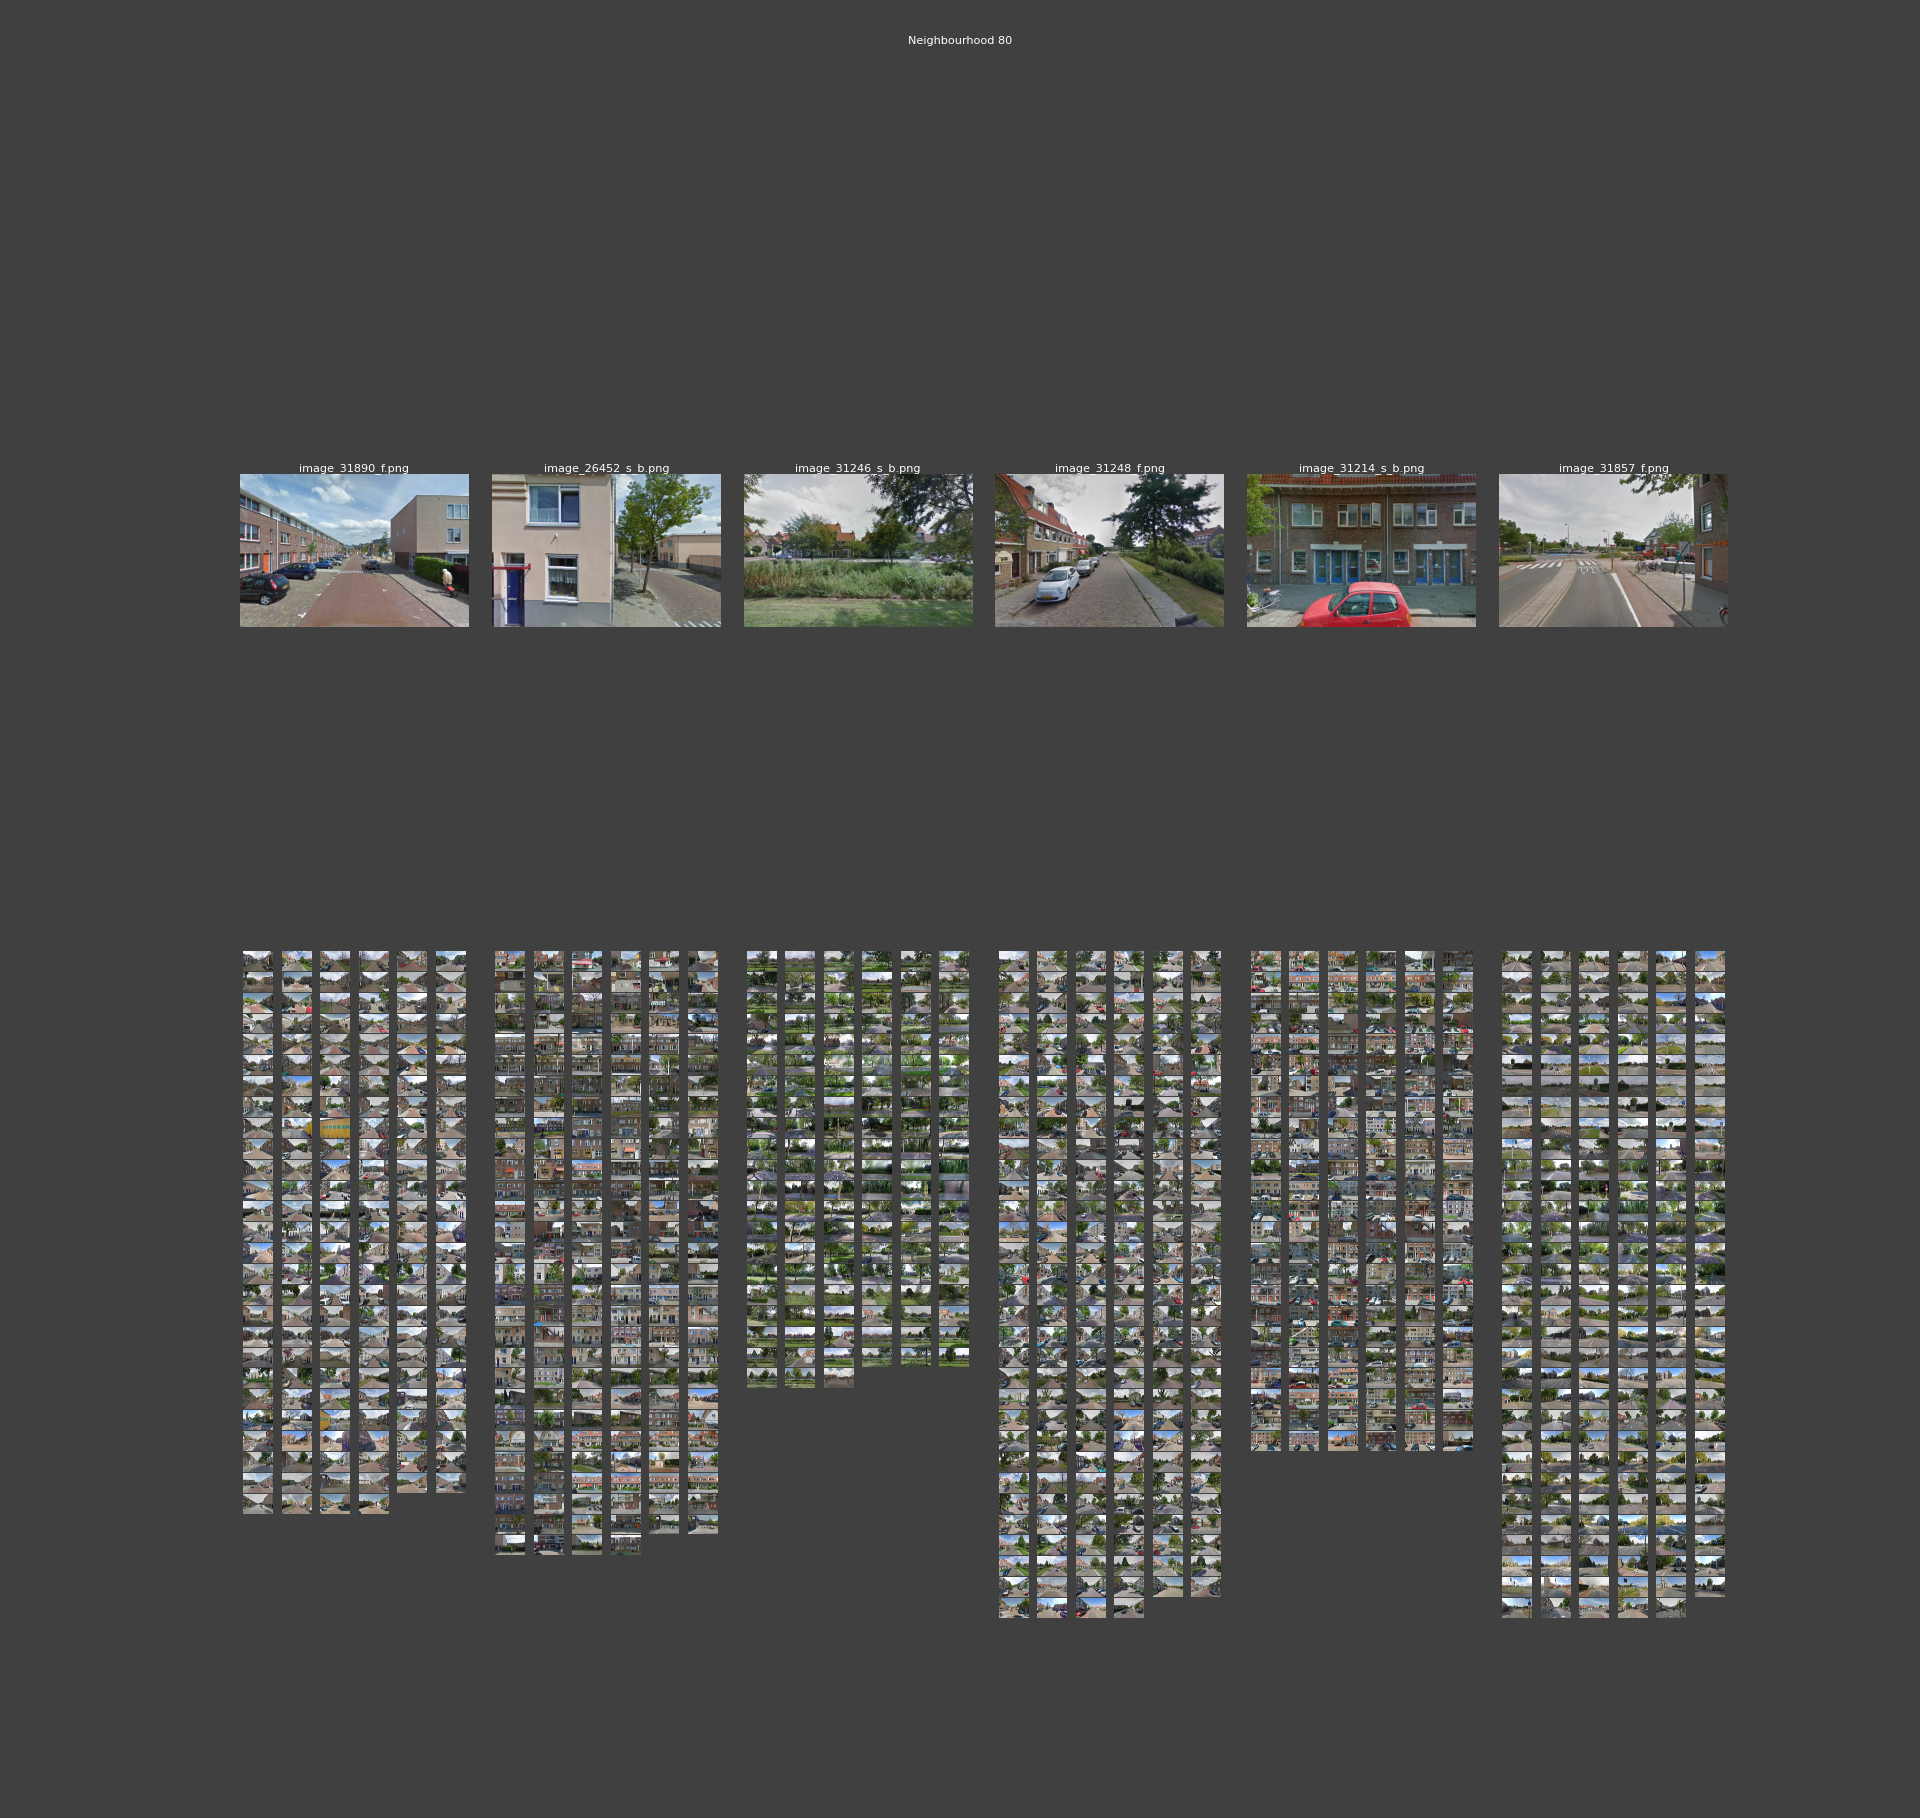 Neighbourhood 80
image_31890_f.png
image_26452_s_b.png
image_31246_s_b.png
image_31248_f.png
image_31214_s_b.png
image_31857_f.png